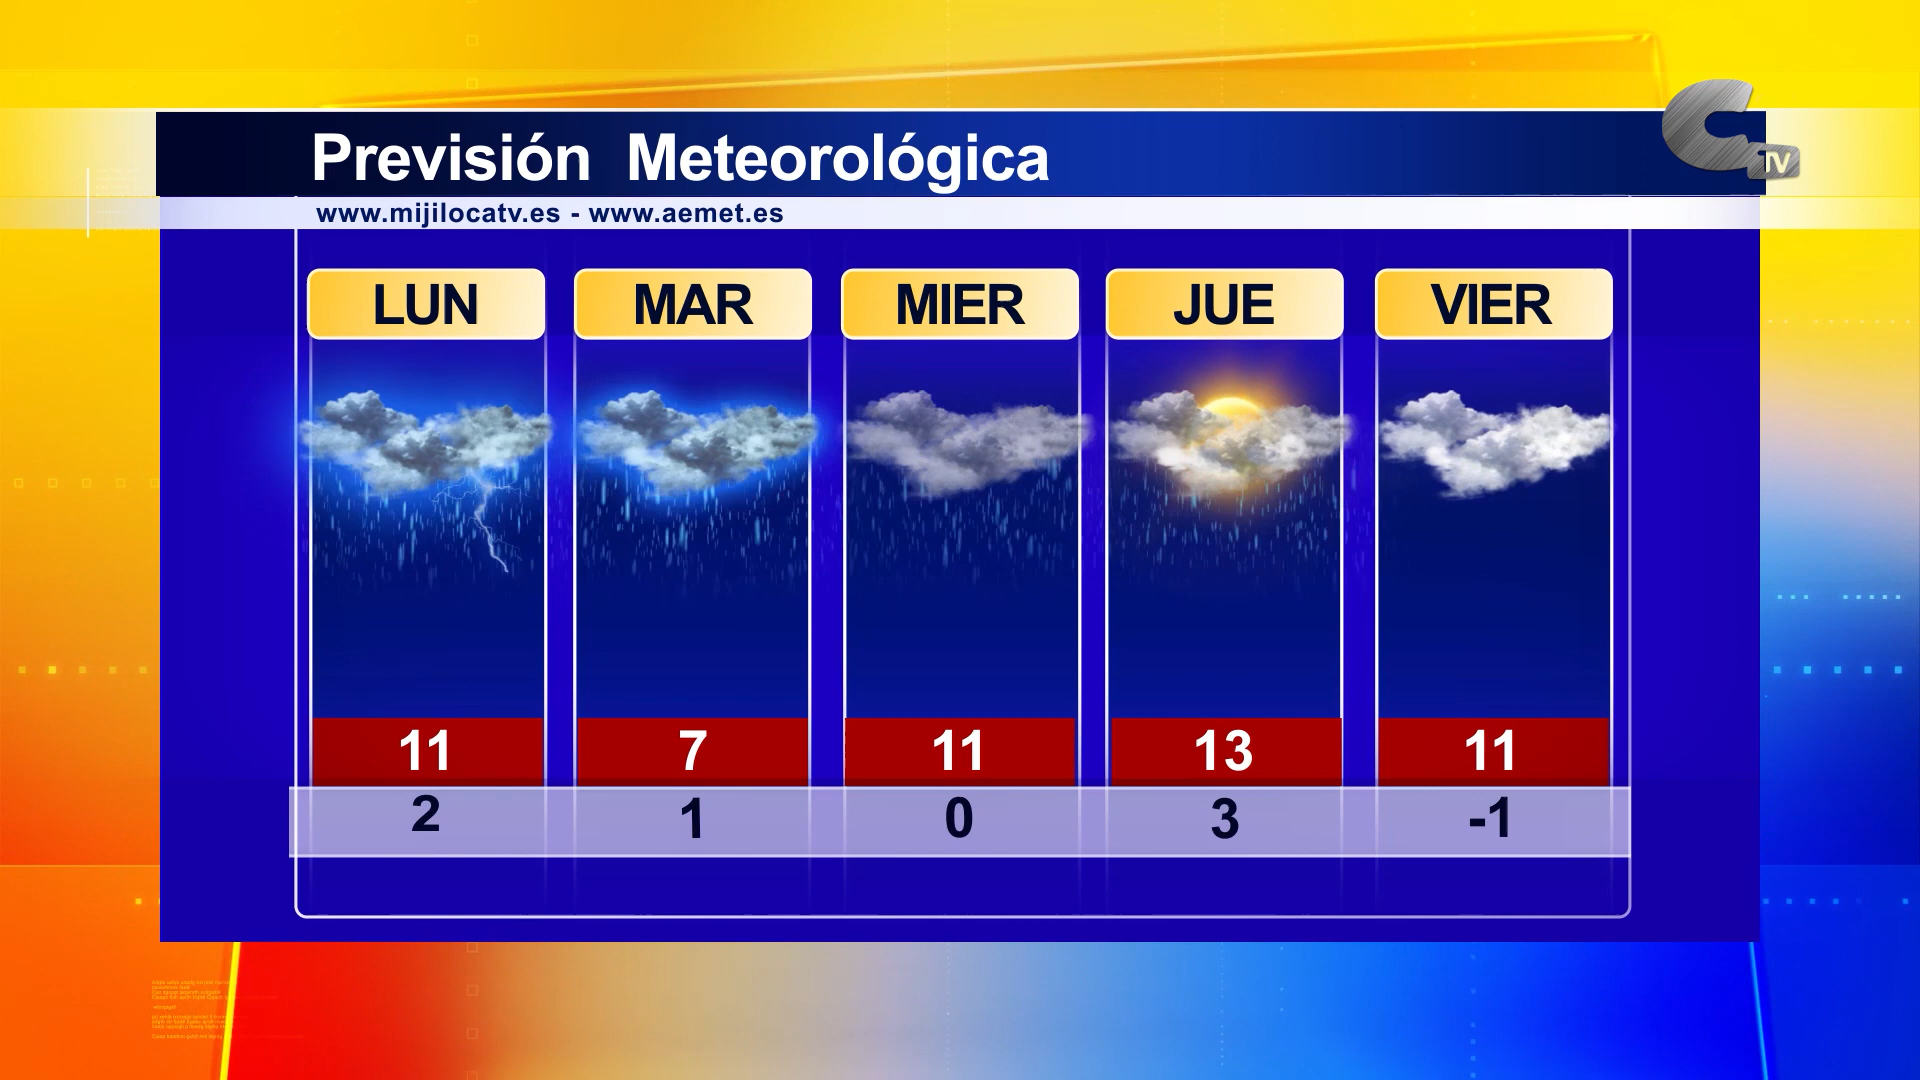 Previsión Meteorológica
www.mijilocatv.es - www.aemet.es
LUN MAR MIER JUE VIER
11 7 11 13 11
2 1 0 3 -1
CTV